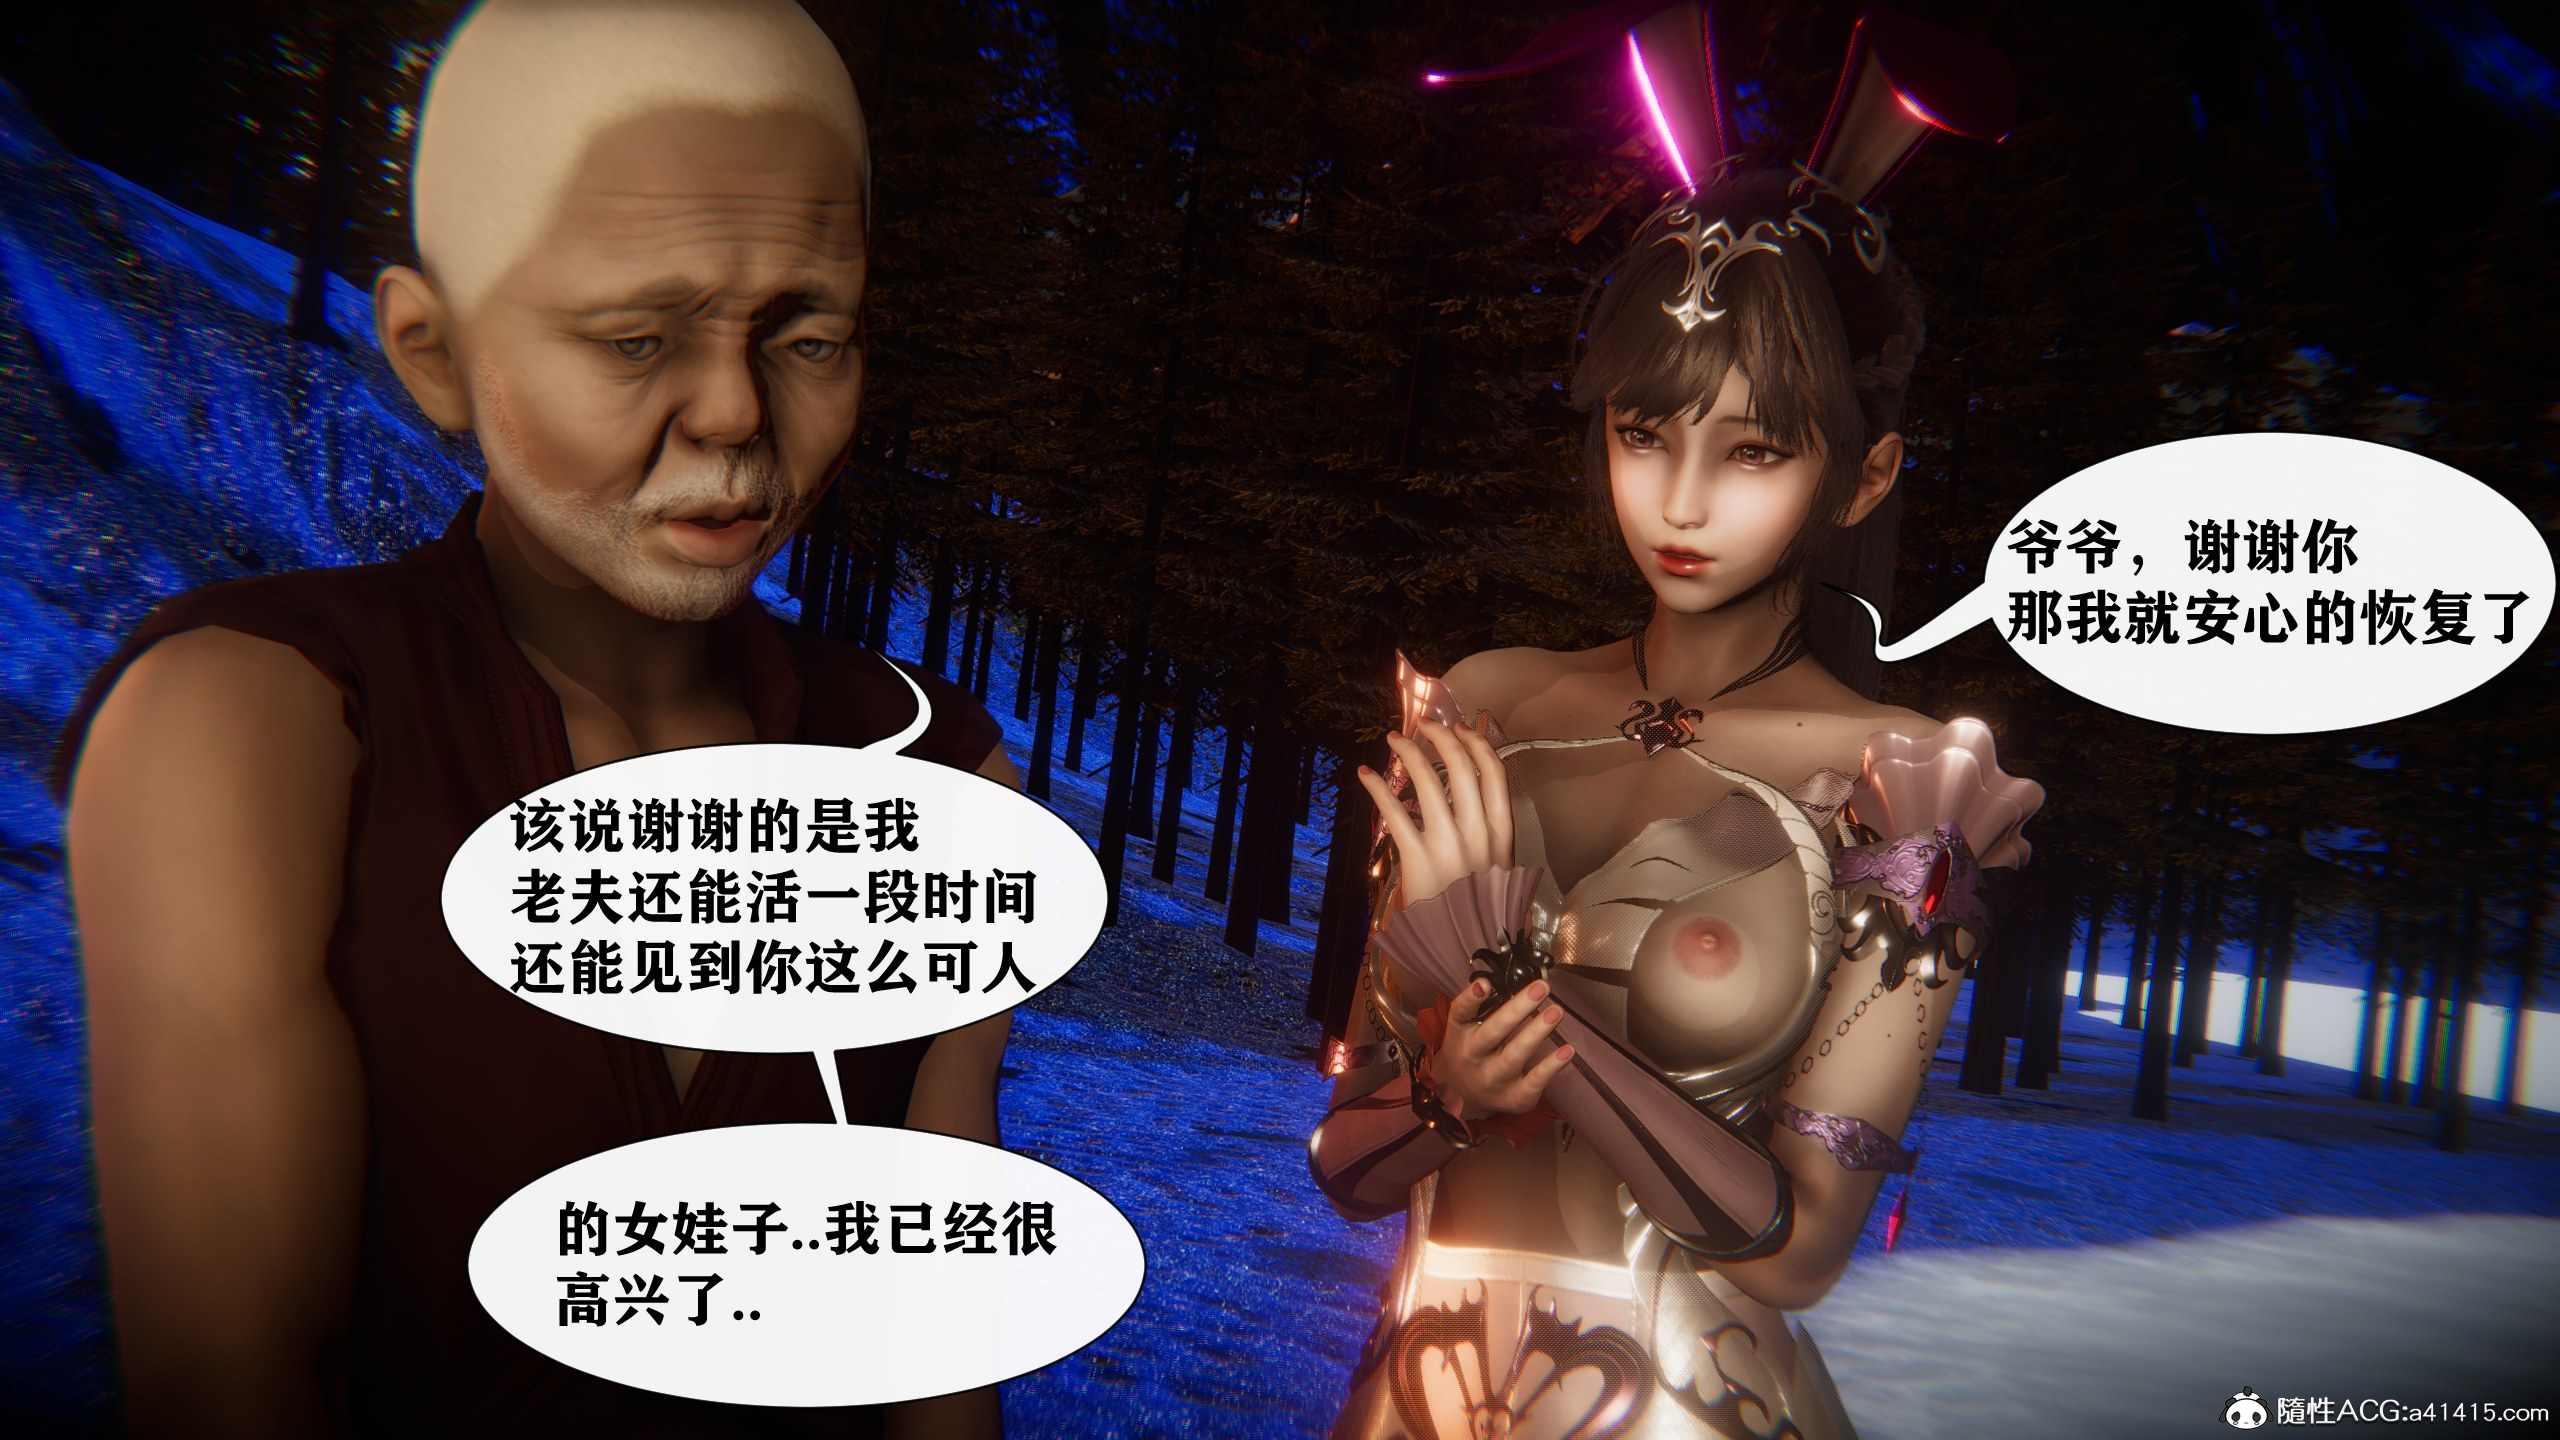 爷爷，谢谢你
那我就安心的恢复了
该说谢谢的是我
老夫还能活一段时间
还能见到你这么可人
的女娃子..我已经很
高兴了..
隨性ACG:a41415.com